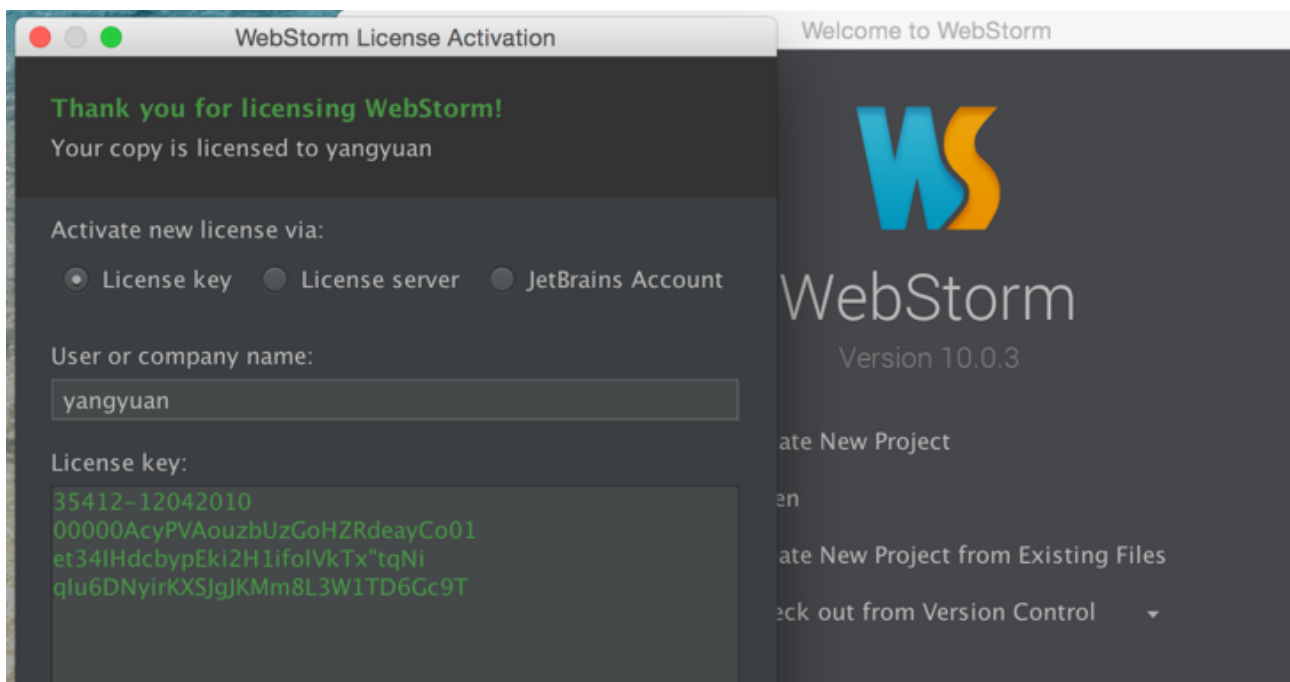 WebStorm License Activation
Thank you for licensing WebStorm!
Your copy is licensed to yangyuan
Activate new license via:
License key
License server
JetBrains Account
User or company name:
yangyuan
License key:
35412-12042010
00000AcyPVAouzbUzGoHZRdeayCo01
et34IHdcbypEki2H1ifolVkTx"tqNi
qIu6DNyirKXSJgJKMm8L3W1TD6Gc9T
Welcome to WebStorm
WS
WebStorm
Version 10.0.3
ate New Project
en
ate New Project from Existing Files
eck out from Version Control